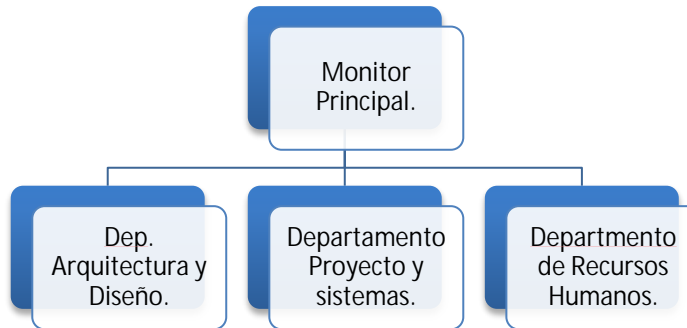 Monitor
Principal.
Dep.
Arquitectura y
Diseño.
Departamento
Proyecto y
sistemas.
Departmento
de Recursos
Humanos.